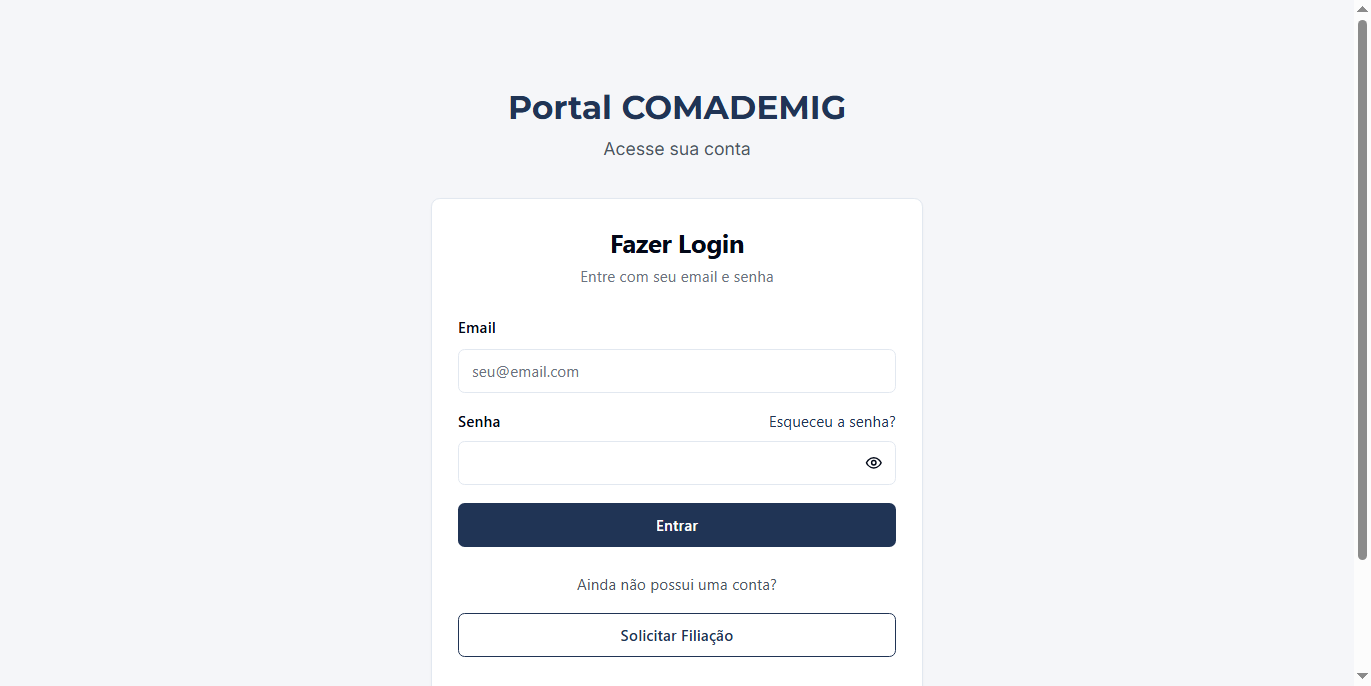 Portal COMADEMIG
Acesse sua conta
Fazer Login
Entre com seu email e senha
Email
seu@email.com
Senha
Esqueceu a senha?
Entrar
Ainda não possui uma conta?
Solicitar Filiação